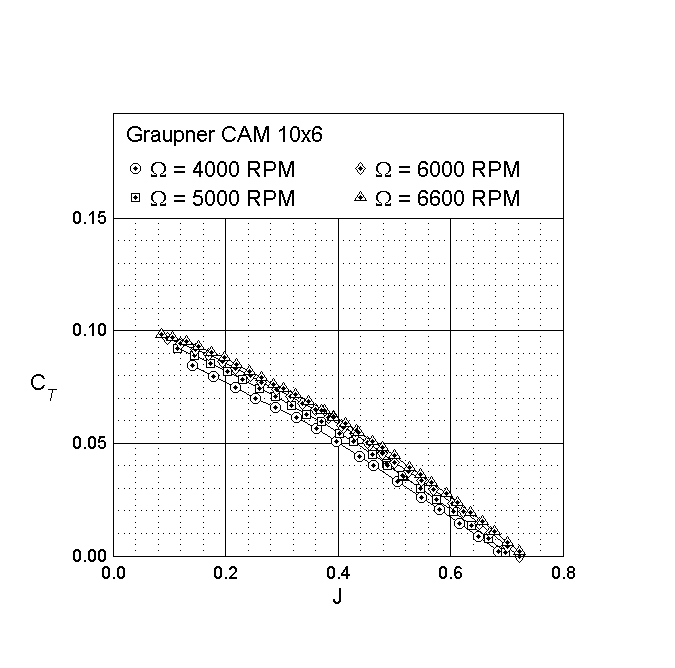 Graupner CAM 10x6
Ω = 4000 RPM Ω = 6000 RPM
Ω = 5000 RPM Ω = 6600 RPM
0.15
0.10
C_T
0.05
0.00
0.0 0.2 0.4 0.6 0.8
J